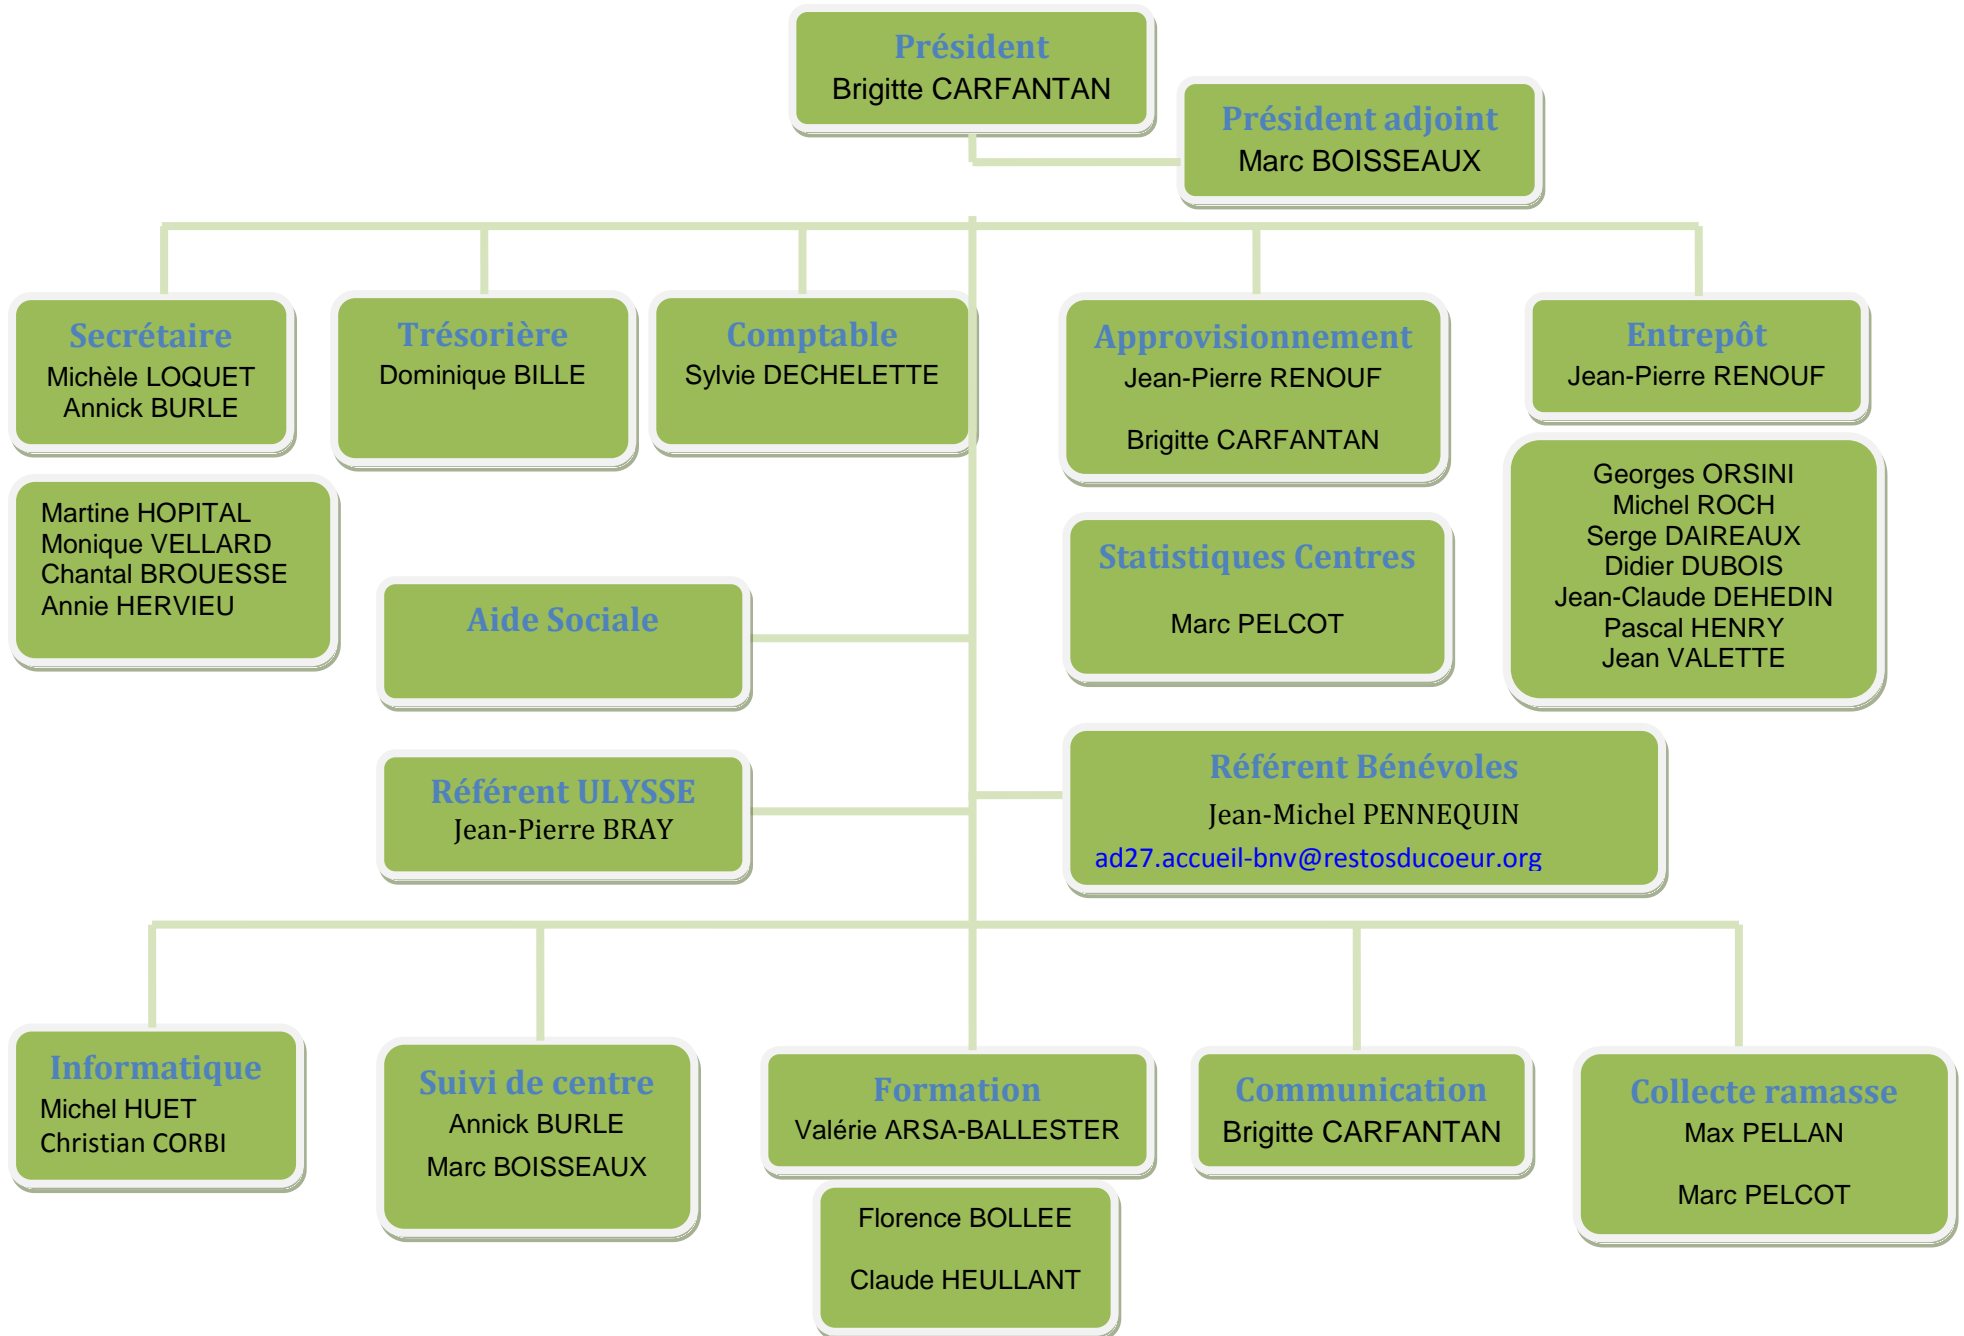 Président
Brigitte CARFANTAN
Président adjoint
Marc BOISSEAUX
Secrétaire
Michèle LOQUET
Annick BURLE
Trésorière
Dominique BILLE
Comptable
Sylvie DECHELETTE
Approvisionnement
Jean-Pierre RENOUF
Brigitte CARFANTAN
Entrepôt
Jean-Pierre RENOUF
Martine HOPITAL
Monique VELLARD
Chantal BROUESSE
Annie HERVIEU
Georges ORSINI
Michel ROCH
Serge DAIREAUX
Didier DUBOIS
Jean-Claude DEHEDIN
Pascal HENRY
Jean VALETTE
Statistiques Centres
Marc PELCOT
Aide Sociale
Référent ULYSSE
Jean-Pierre BRAY
Référent Bénévoles
Jean-Michel PENNEQUIN
ad27.accueil-bnv@restosducoeur.org
Informatique
Michel HUET
Christian CORBI
Suivi de centre
Annick BURLE
Marc BOISSEAUX
Formation
Valérie ARSA-BALLESTER
Florence BOLLEE
Claude HEULLANT
Communication
Brigitte CARFANTAN
Collecte ramasse
Max PELLAN
Marc PELCOT